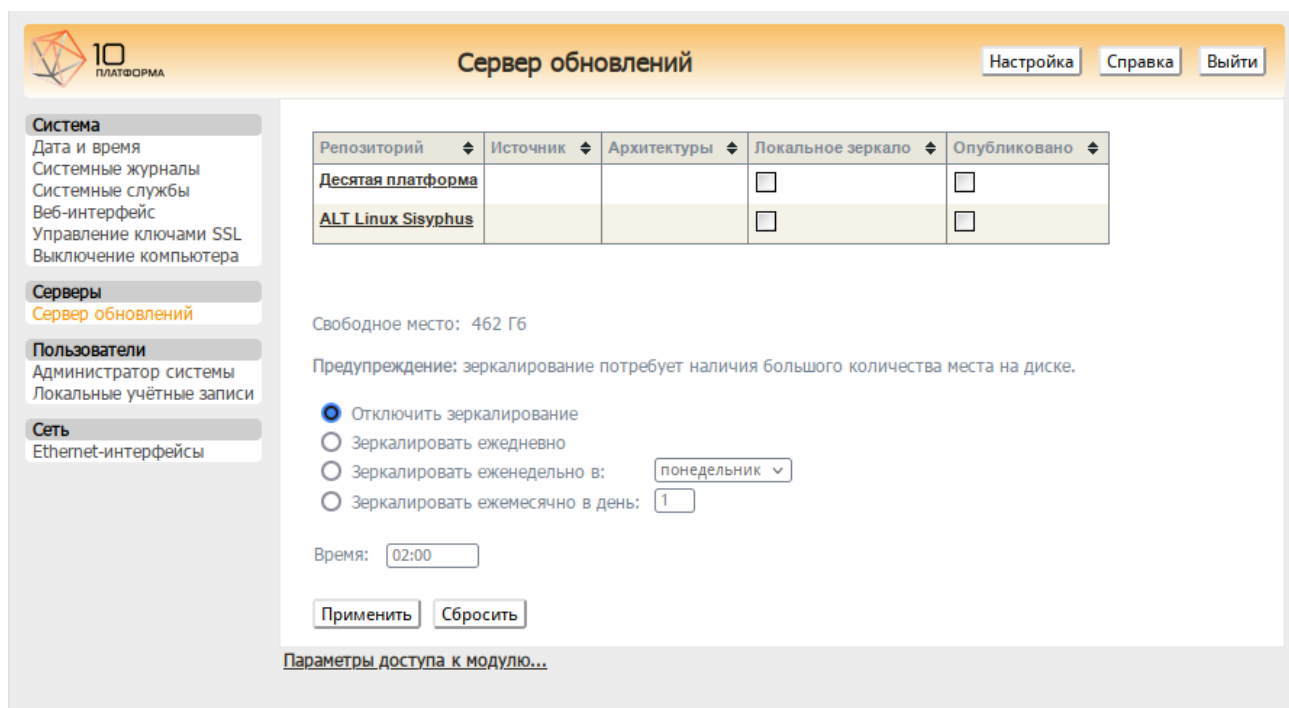 10
ПЛАТФОРМА
Сервер обновлений
Настройка Справка Выйти
Система
Дата и время
Системные журналы
Системные службы
Веб-интерфейс
Управление ключами SSL
Выключение компьютера
Серверы
Сервер обновлений
Пользователи
Администратор системы
Локальные учётные записи
Сеть
Ethernet-интерфейсы
Репозиторий Источник Архитектуры Локальное зеркало Опубликовано
Десятая платформа
ALT Linux Sisyphus
Свободное место: 462 Гб
Предупреждение: зеркалирование потребует наличия большого количества места на диске.
Отключить зеркалирование
Зеркалировать ежедневно
Зеркалировать еженедельно в: понедельник
Зеркалировать ежемесячно в день: 1
Время: 02:00
Применить Сбросить
Параметры доступа к модулю...